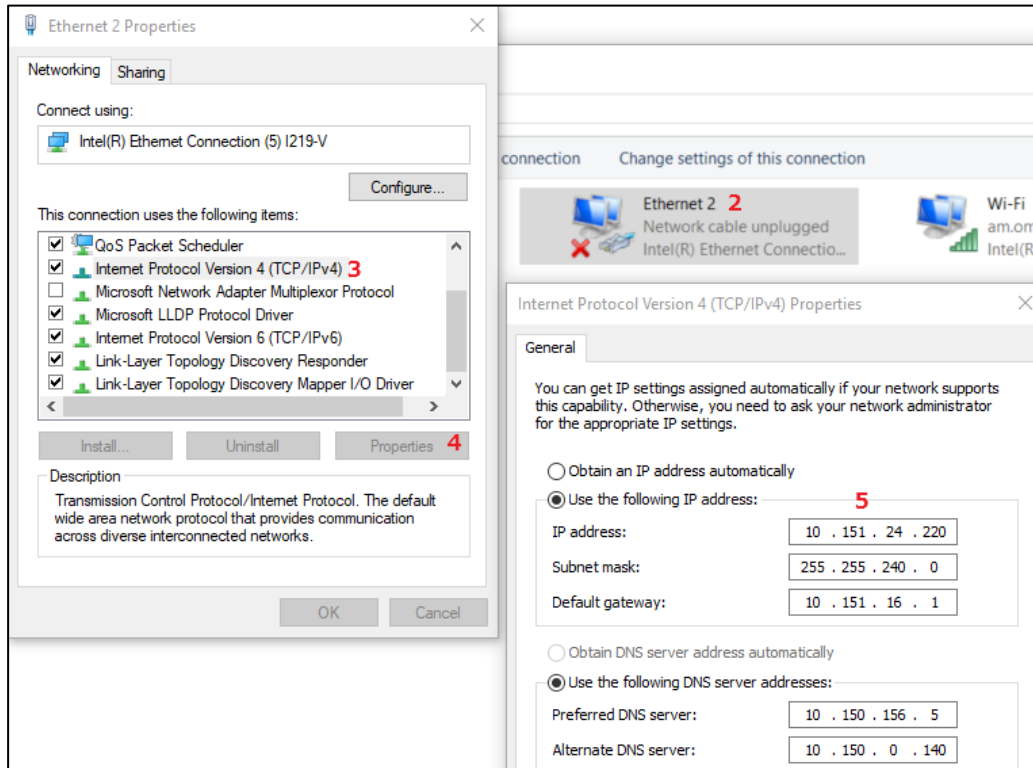 Ethernet 2 Properties
Networking
Sharing
Connect using:
Intel(R) Ethernet Connection (5) I219-V
Configure...
This connection uses the following items:
QoS Packet Scheduler
Internet Protocol Version 4 (TCP/IPv4) 3
Microsoft Network Adapter Multiplexor Protocol
Microsoft LLDP Protocol Driver
Internet Protocol Version 6 (TCP/IPv6)
Link-Layer Topology Discovery Responder
Link-Layer Topology Discovery Mapper I/O Driver
Install...
Uninstall
Properties 4
Description
Transmission Control Protocol/Internet Protocol. The default
wide area network protocol that provides communication
across diverse interconnected networks.
OK
Cancel
connection
Change settings of this connection
Ethernet 2 2
Network cable unplugged
Intel(R) Ethernet Connectio...
Wi-Fi
am.om
Intel(R
Internet Protocol Version 4 (TCP/IPv4) Properties
General
You can get IP settings assigned automatically if your network supports
this capability. Otherwise, you need to ask your network administrator
for the appropriate IP settings.
Obtain an IP address automatically
Use the following IP address: 5
IP address: 10 . 151 . 24 . 220
Subnet mask: 255 . 255 . 240 . 0
Default gateway: 10 . 151 . 16 . 1
Obtain DNS server address automatically
Use the following DNS server addresses:
Preferred DNS server: 10 . 150 . 156 . 5
Alternate DNS server: 10 . 150 . 0 . 140